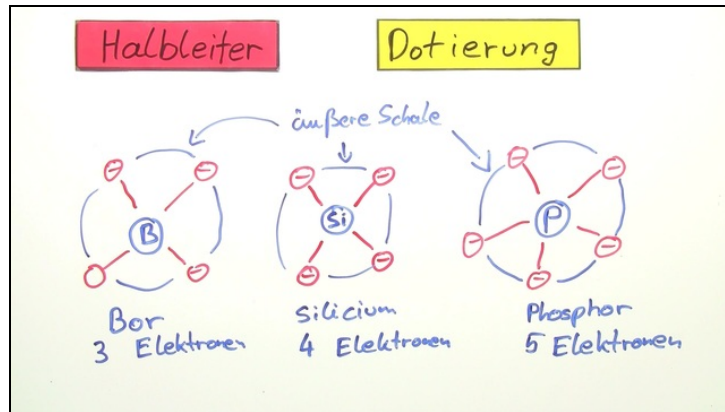 Halbleiter
Dotierung
äußere Schale
B
Si
P
Bor
3 Elektronen
Silicium
4 Elektronen
Phosphor
5 Elektronen